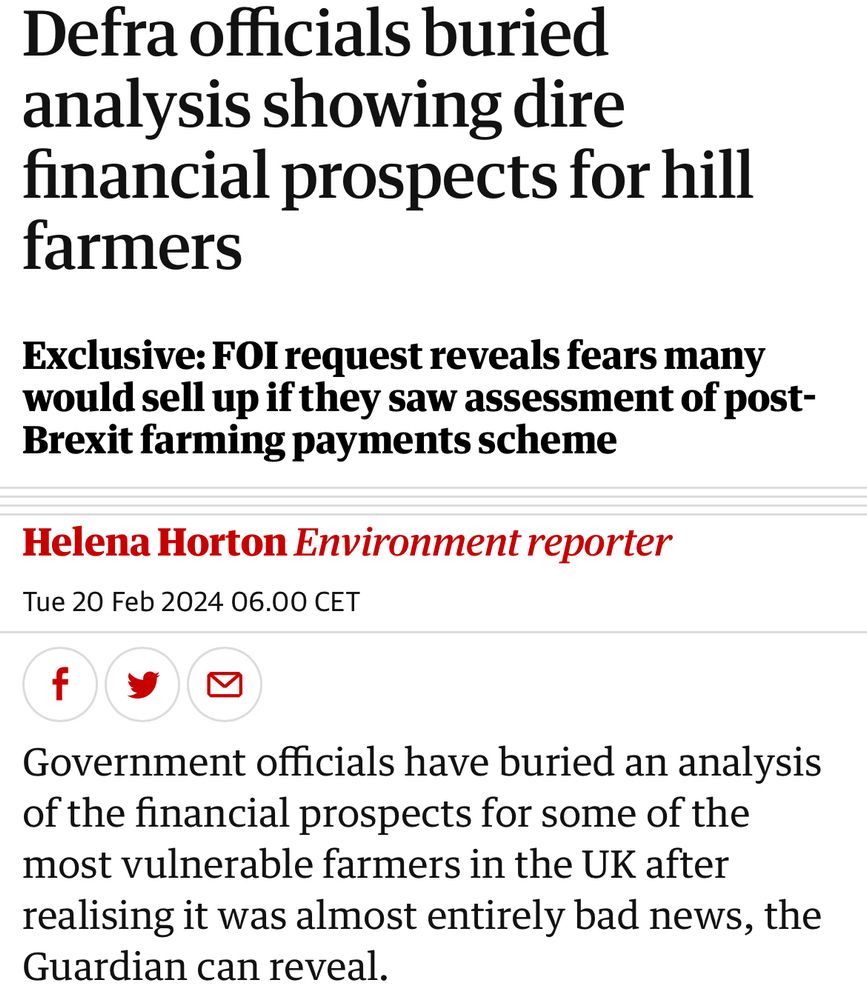 Defra officials buried
analysis showing dire
financial prospects for hill
farmers
Exclusive: FOI request reveals fears many
would sell up if they saw assessment of post-
Brexit farming payments scheme
Helena Horton Environment reporter
Tue 20 Feb 2024 06.00 CET
Government officials have buried an analysis
of the financial prospects for some of the
most vulnerable farmers in the UK after
realising it was almost entirely bad news, the
Guardian can reveal.